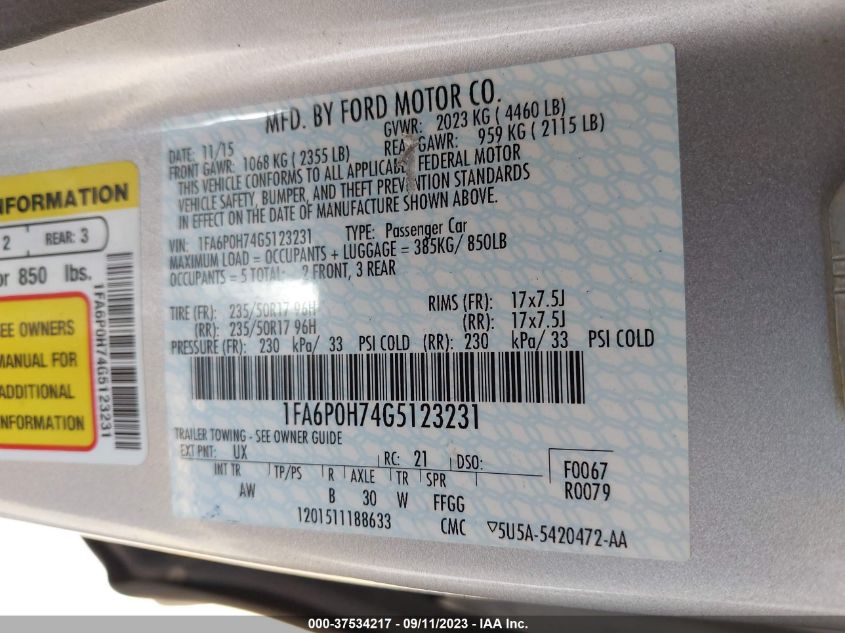 MFD. BY FORD MOTOR CO.
DATE: 11/15 GVWR: 2023 KG ( 4460 LB)
FRONT GAWR: 1068 KG ( 2355 LB) REA GAWR: 959 KG ( 2115 LB)
THIS VEHICLE CONFORMS TO ALL APPLICABL FEDERAL MOTOR
VEHICLE SAFETY, BUMPER, AND THEFT PREV NTION STANDARDS
IN EFFECT ON THE DATE OF MANUFACTURE SHOWN ABOVE.
VIN: 1FA6P0H74G5123231 TYPE: Passenger Car
MAXIMUM LOAD = OCCUPANTS + LUGGAGE = 385KG/ 850LB
OCCUPANTS = 5 TOTAL: 2 FRONT, 3 REAR
TIRE (FR): 235/50R17 96H RIMS (FR): 17x7.5J
(RR): 235/50R17 96H (RR): 17x7.5J
PRESSURE (FR): 230 kPa/ 33 PSI COLD (RR): 230 kPa/ 33 PSI COLD
1FA6P0H74G5123231
TRAILER TOWING - SEE OWNER GUIDE
EXT PNT: UX RC: 21 DSO: F0067
INT TR TP/PS R AXLE TR SPR R0079
AW B 30 W FFGG
1201511188633 CMC ▽5U5A-5420472-AA
NFORMATION
2 REAR: 3
or 850 lbs.
EE OWNERS
MANUAL FOR
ADDITIONAL
INFORMATION
1FA6P0H74G5123231
000-37534217 - 09/11/2023 - IAA Inc.